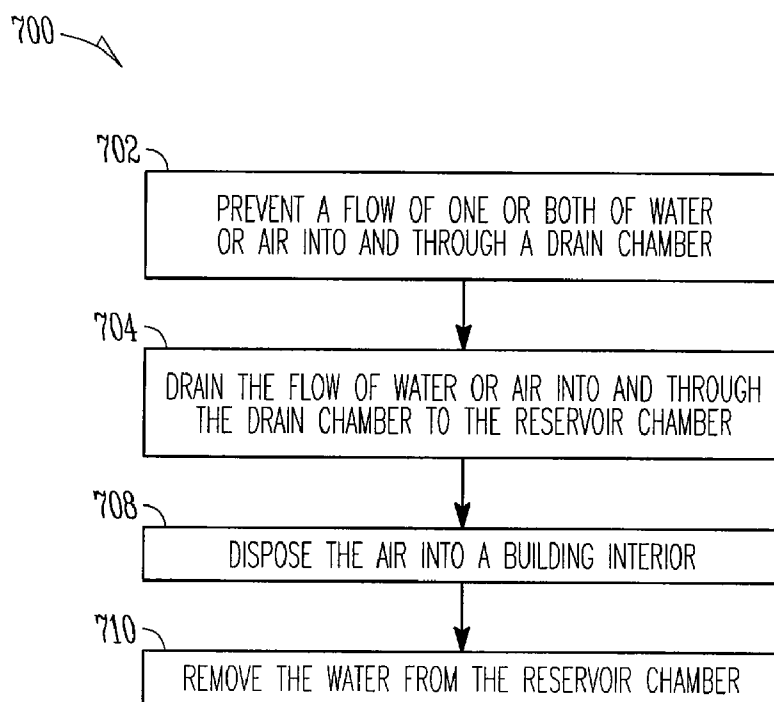 700
702
PREVENT A FLOW OF ONE OR BOTH OF WATER
OR AIR INTO AND THROUGH A DRAIN CHAMBER
704
DRAIN THE FLOW OF WATER OR AIR INTO AND THROUGH
THE DRAIN CHAMBER TO THE RESERVOIR CHAMBER
708
DISPOSE THE AIR INTO A BUILDING INTERIOR
710
REMOVE THE WATER FROM THE RESERVOIR CHAMBER